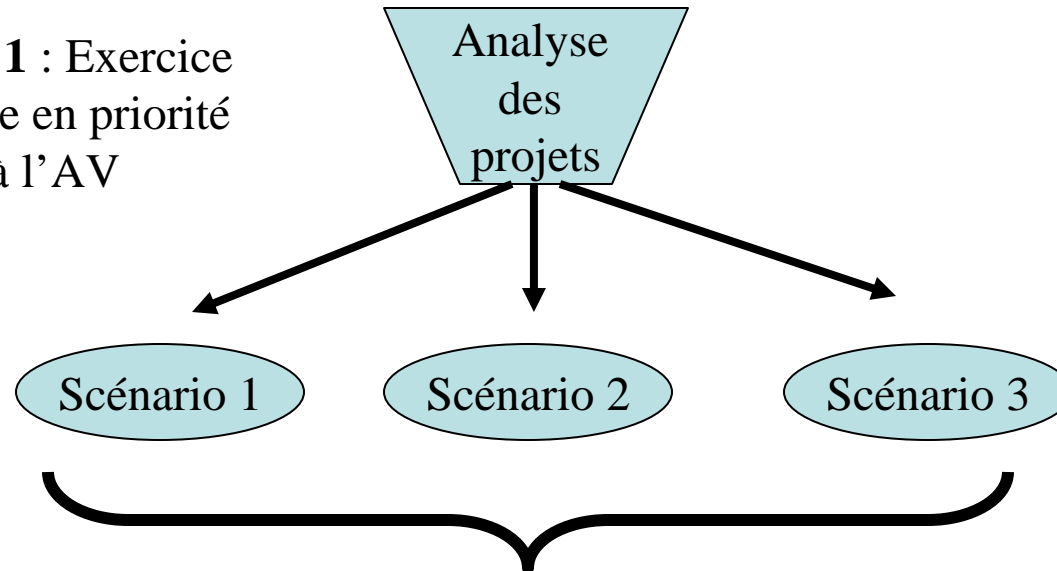 1 : Exercice
e en priorité
à l’AV
Analyse
des
projets
Scénario 1
Scénario 2
Scénario 3